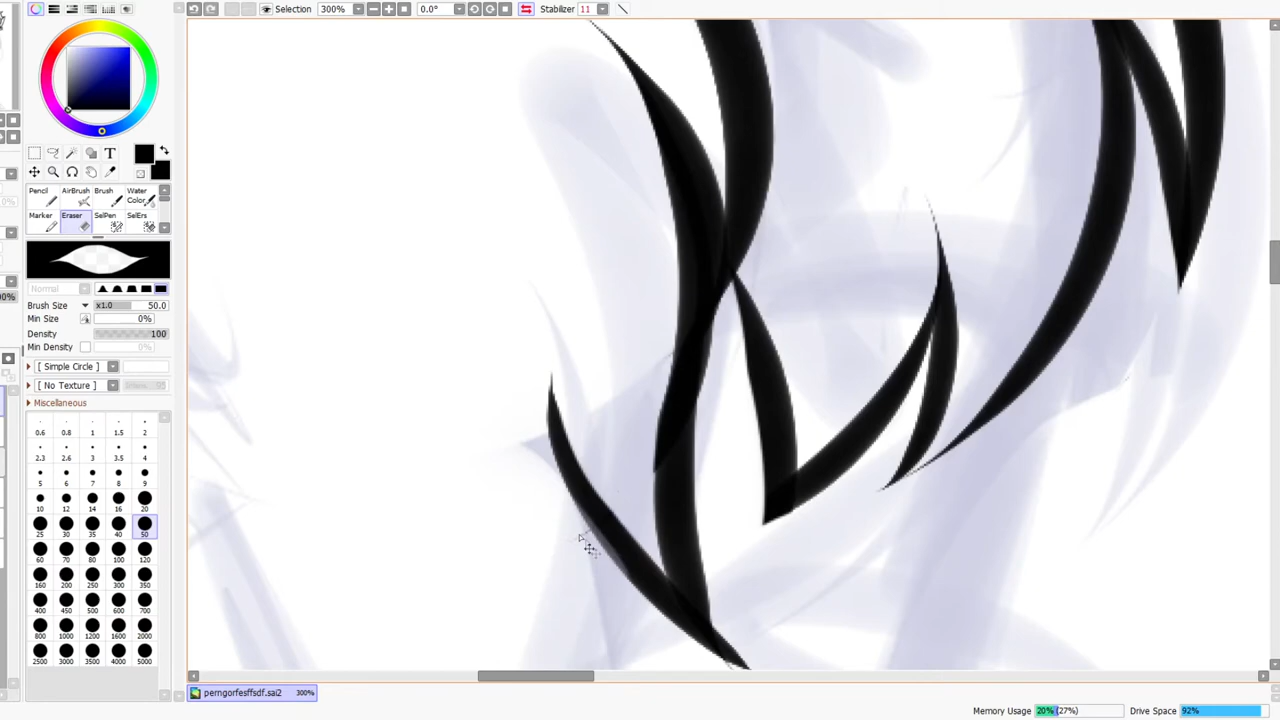 Selection 300% 0.0° Stabilizer 11
T
Pencil AirBrush Brush Water Color
Marker Eraser SelPen SelErs
Normal
Brush Size x1.0 50.0
Min Size 0%
Density 100
Min Density 0%
[ Simple Circle ]
[ No Texture ]
Miscellaneous
0.6 0.8 1 1.5 2
2.3 2.6 3 3.5 4
5 6 7 8 9
10 12 14 16 20
25 30 35 40 50
60 70 80 100 120
160 200 250 300 350
400 450 500 600 700
800 1000 1200 1600 2000
2500 3000 3500 4000 5000
perngorfesffsdf.sai2 300%
Memory Usage 20% (27%) Drive Space 92%